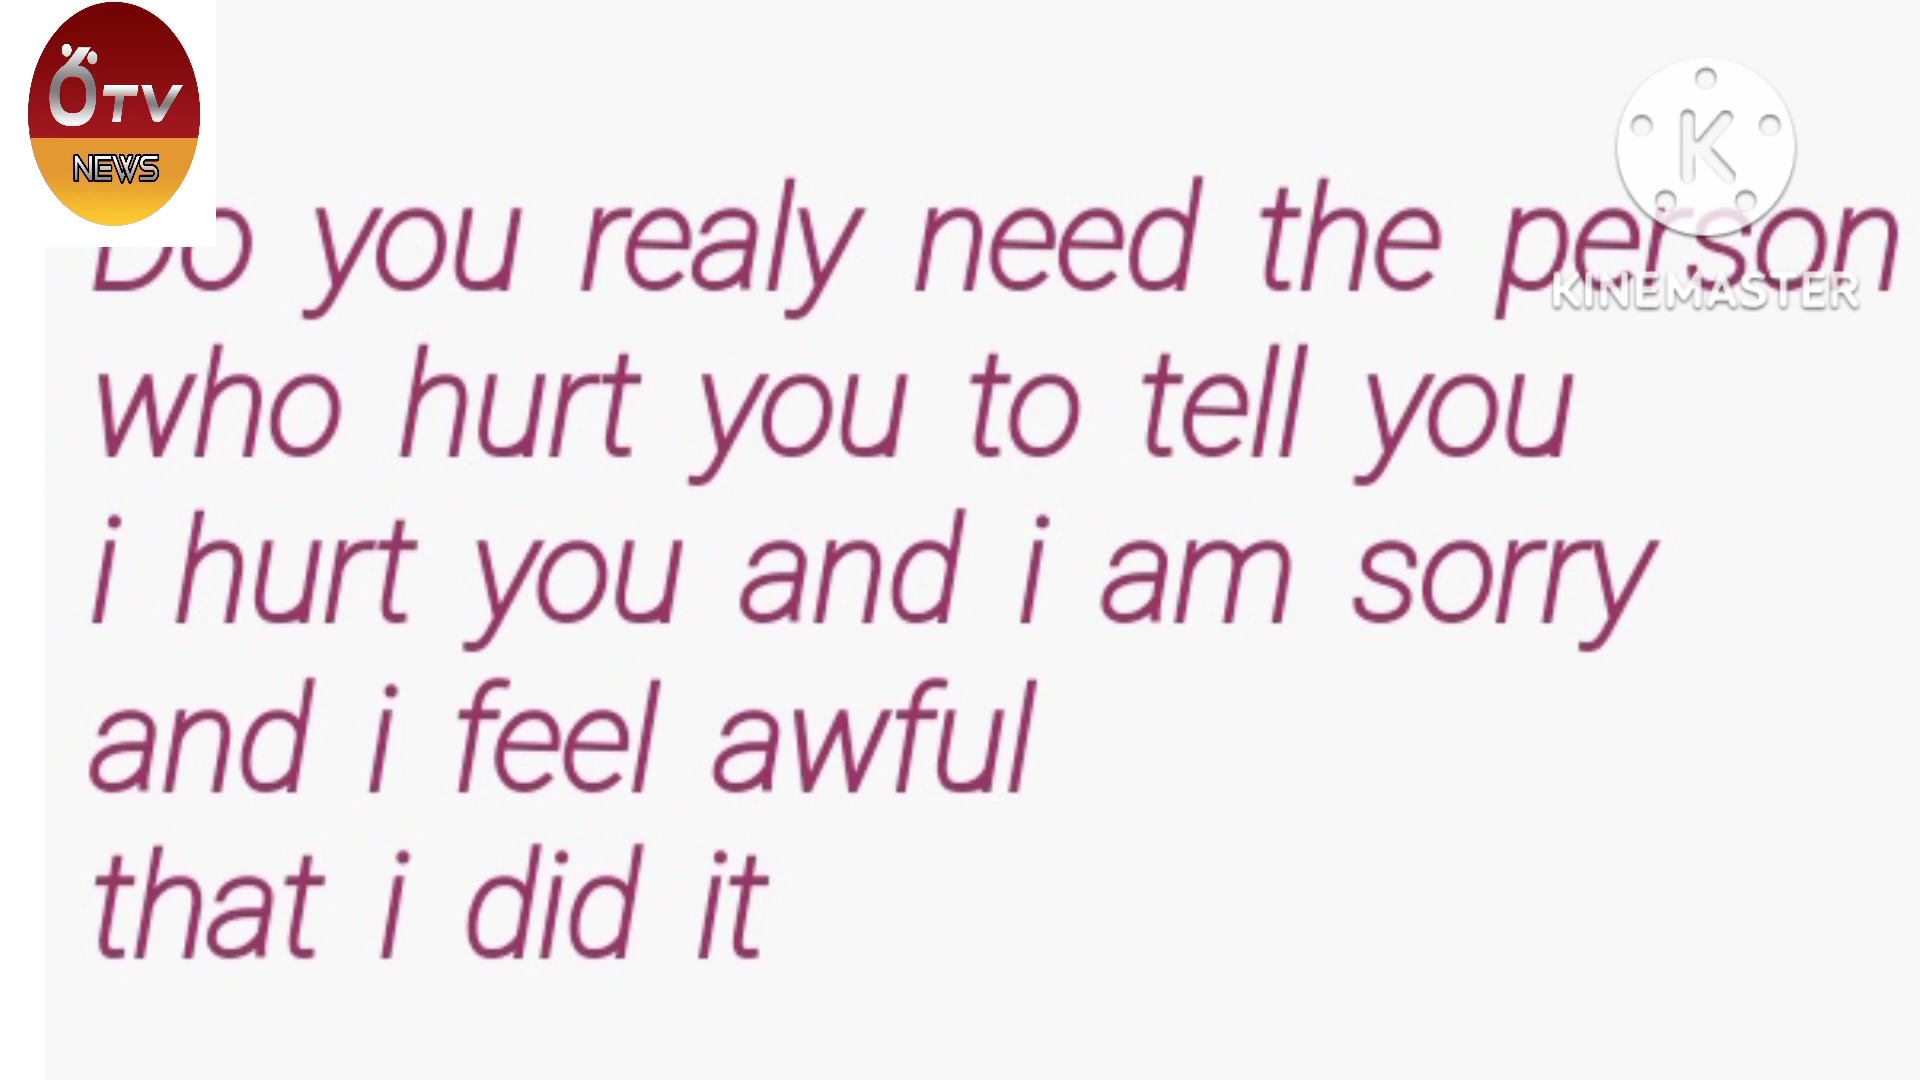 ÖTV
NEWS
KINEMASTER
Do you realy need the person
who hurt you to tell you
i hurt you and i am sorry
and i feel awful
that i did it